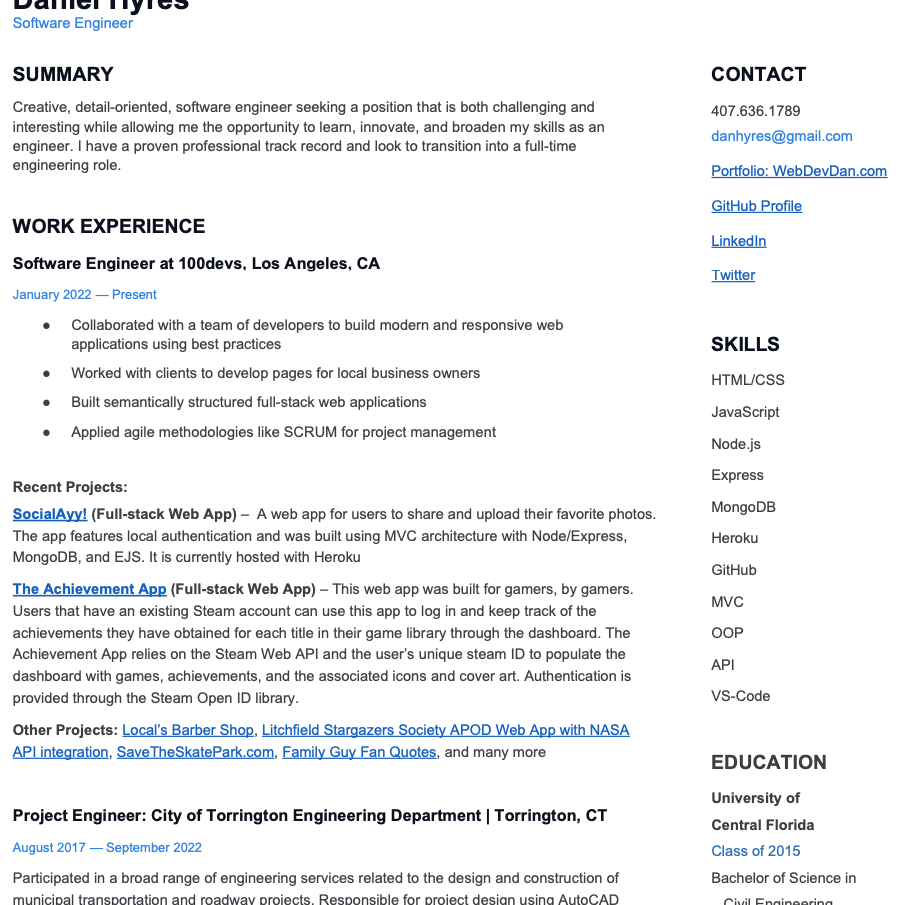 Daniel Hyres
Software Engineer
SUMMARY
Creative, detail-oriented, software engineer seeking a position that is both challenging and
interesting while allowing me the opportunity to learn, innovate, and broaden my skills as an
engineer. I have a proven professional track record and look to transition into a full-time
engineering role.
WORK EXPERIENCE
Software Engineer at 100devs, Los Angeles, CA
January 2022 — Present
● Collaborated with a team of developers to build modern and responsive web
applications using best practices
● Worked with clients to develop pages for local business owners
● Built semantically structured full-stack web applications
● Applied agile methodologies like SCRUM for project management
Recent Projects:
SocialAyy! (Full-stack Web App) – A web app for users to share and upload their favorite photos.
The app features local authentication and was built using MVC architecture with Node/Express,
MongoDB, and EJS. It is currently hosted with Heroku
The Achievement App (Full-stack Web App) – This web app was built for gamers, by gamers.
Users that have an existing Steam account can use this app to log in and keep track of the
achievements they have obtained for each title in their game library through the dashboard. The
Achievement App relies on the Steam Web API and the user’s unique steam ID to populate the
dashboard with games, achievements, and the associated icons and cover art. Authentication is
provided through the Steam Open ID library.
Other Projects: Local’s Barber Shop, Litchfield Stargazers Society APOD Web App with NASA
API integration, SaveTheSkatePark.com, Family Guy Fan Quotes, and many more
Project Engineer: City of Torrington Engineering Department | Torrington, CT
August 2017 — September 2022
Participated in a broad range of engineering services related to the design and construction of
municipal transportation and roadway projects. Responsible for project design using AutoCAD
CONTACT
407.636.1789
danhyres@gmail.com
Portfolio: WebDevDan.com
GitHub Profile
LinkedIn
Twitter
SKILLS
HTML/CSS
JavaScript
Node.js
Express
MongoDB
Heroku
GitHub
MVC
OOP
API
VS-Code
EDUCATION
University of
Central Florida
Class of 2015
Bachelor of Science in
Civil Engineering